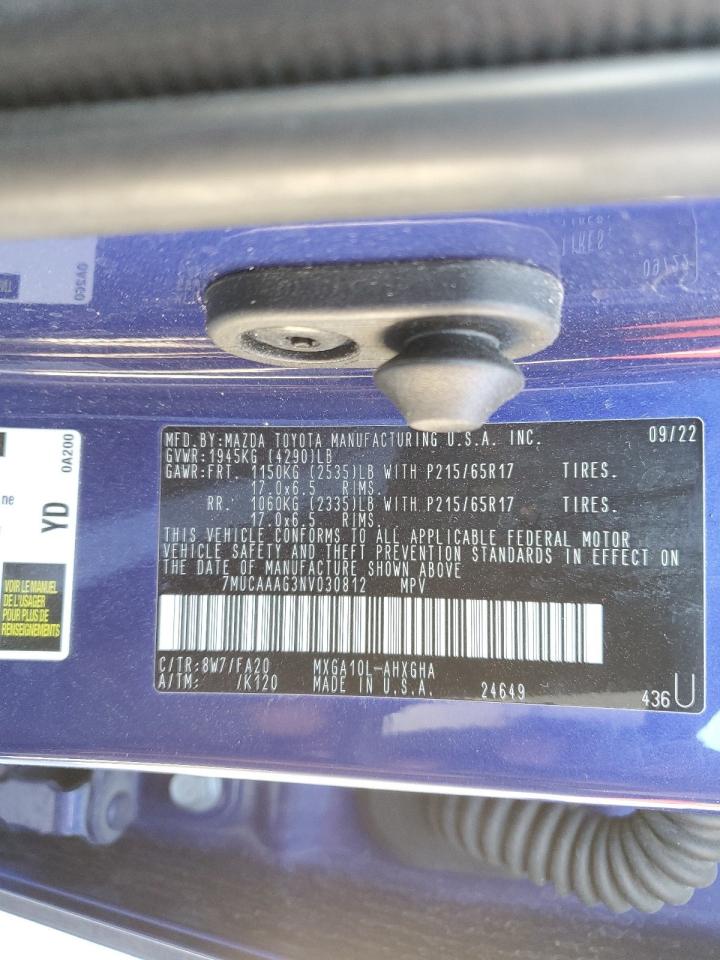 MFD.BY:MAZDA TOYOTA MANUFACTURING U.S.A. INC. 09/22
GVWR:1945KG (4290)LB
GAWR:FRT. 1150KG (2535)LB WITH P215/65R17 TIRES.
17.0x6.5 RIMS.
RR. 1060KG (2335)LB WITH P215/65R17 TIRES.
17.0x6.5 RIMS.
THIS VEHICLE CONFORMS TO ALL APPLICABLE FEDERAL MOTOR
VEHICLE SAFETY AND THEFT PREVENTION STANDARDS IN EFFECT ON
THE DATE OF MANUFACTURE SHOWN ABOVE
7MUCAAAG3NV030812 MPV
C/TR:8W7/FA20 MXGA10L-AHXGHA
A/TM: /K120 MADE IN U.S.A. 24649
436 U
0A200
YD
ne
VOIR LE MANUEL
DE L'USAGER
POUR PLUS DE
RENSEIGNEMENTS
TIRES
09/22